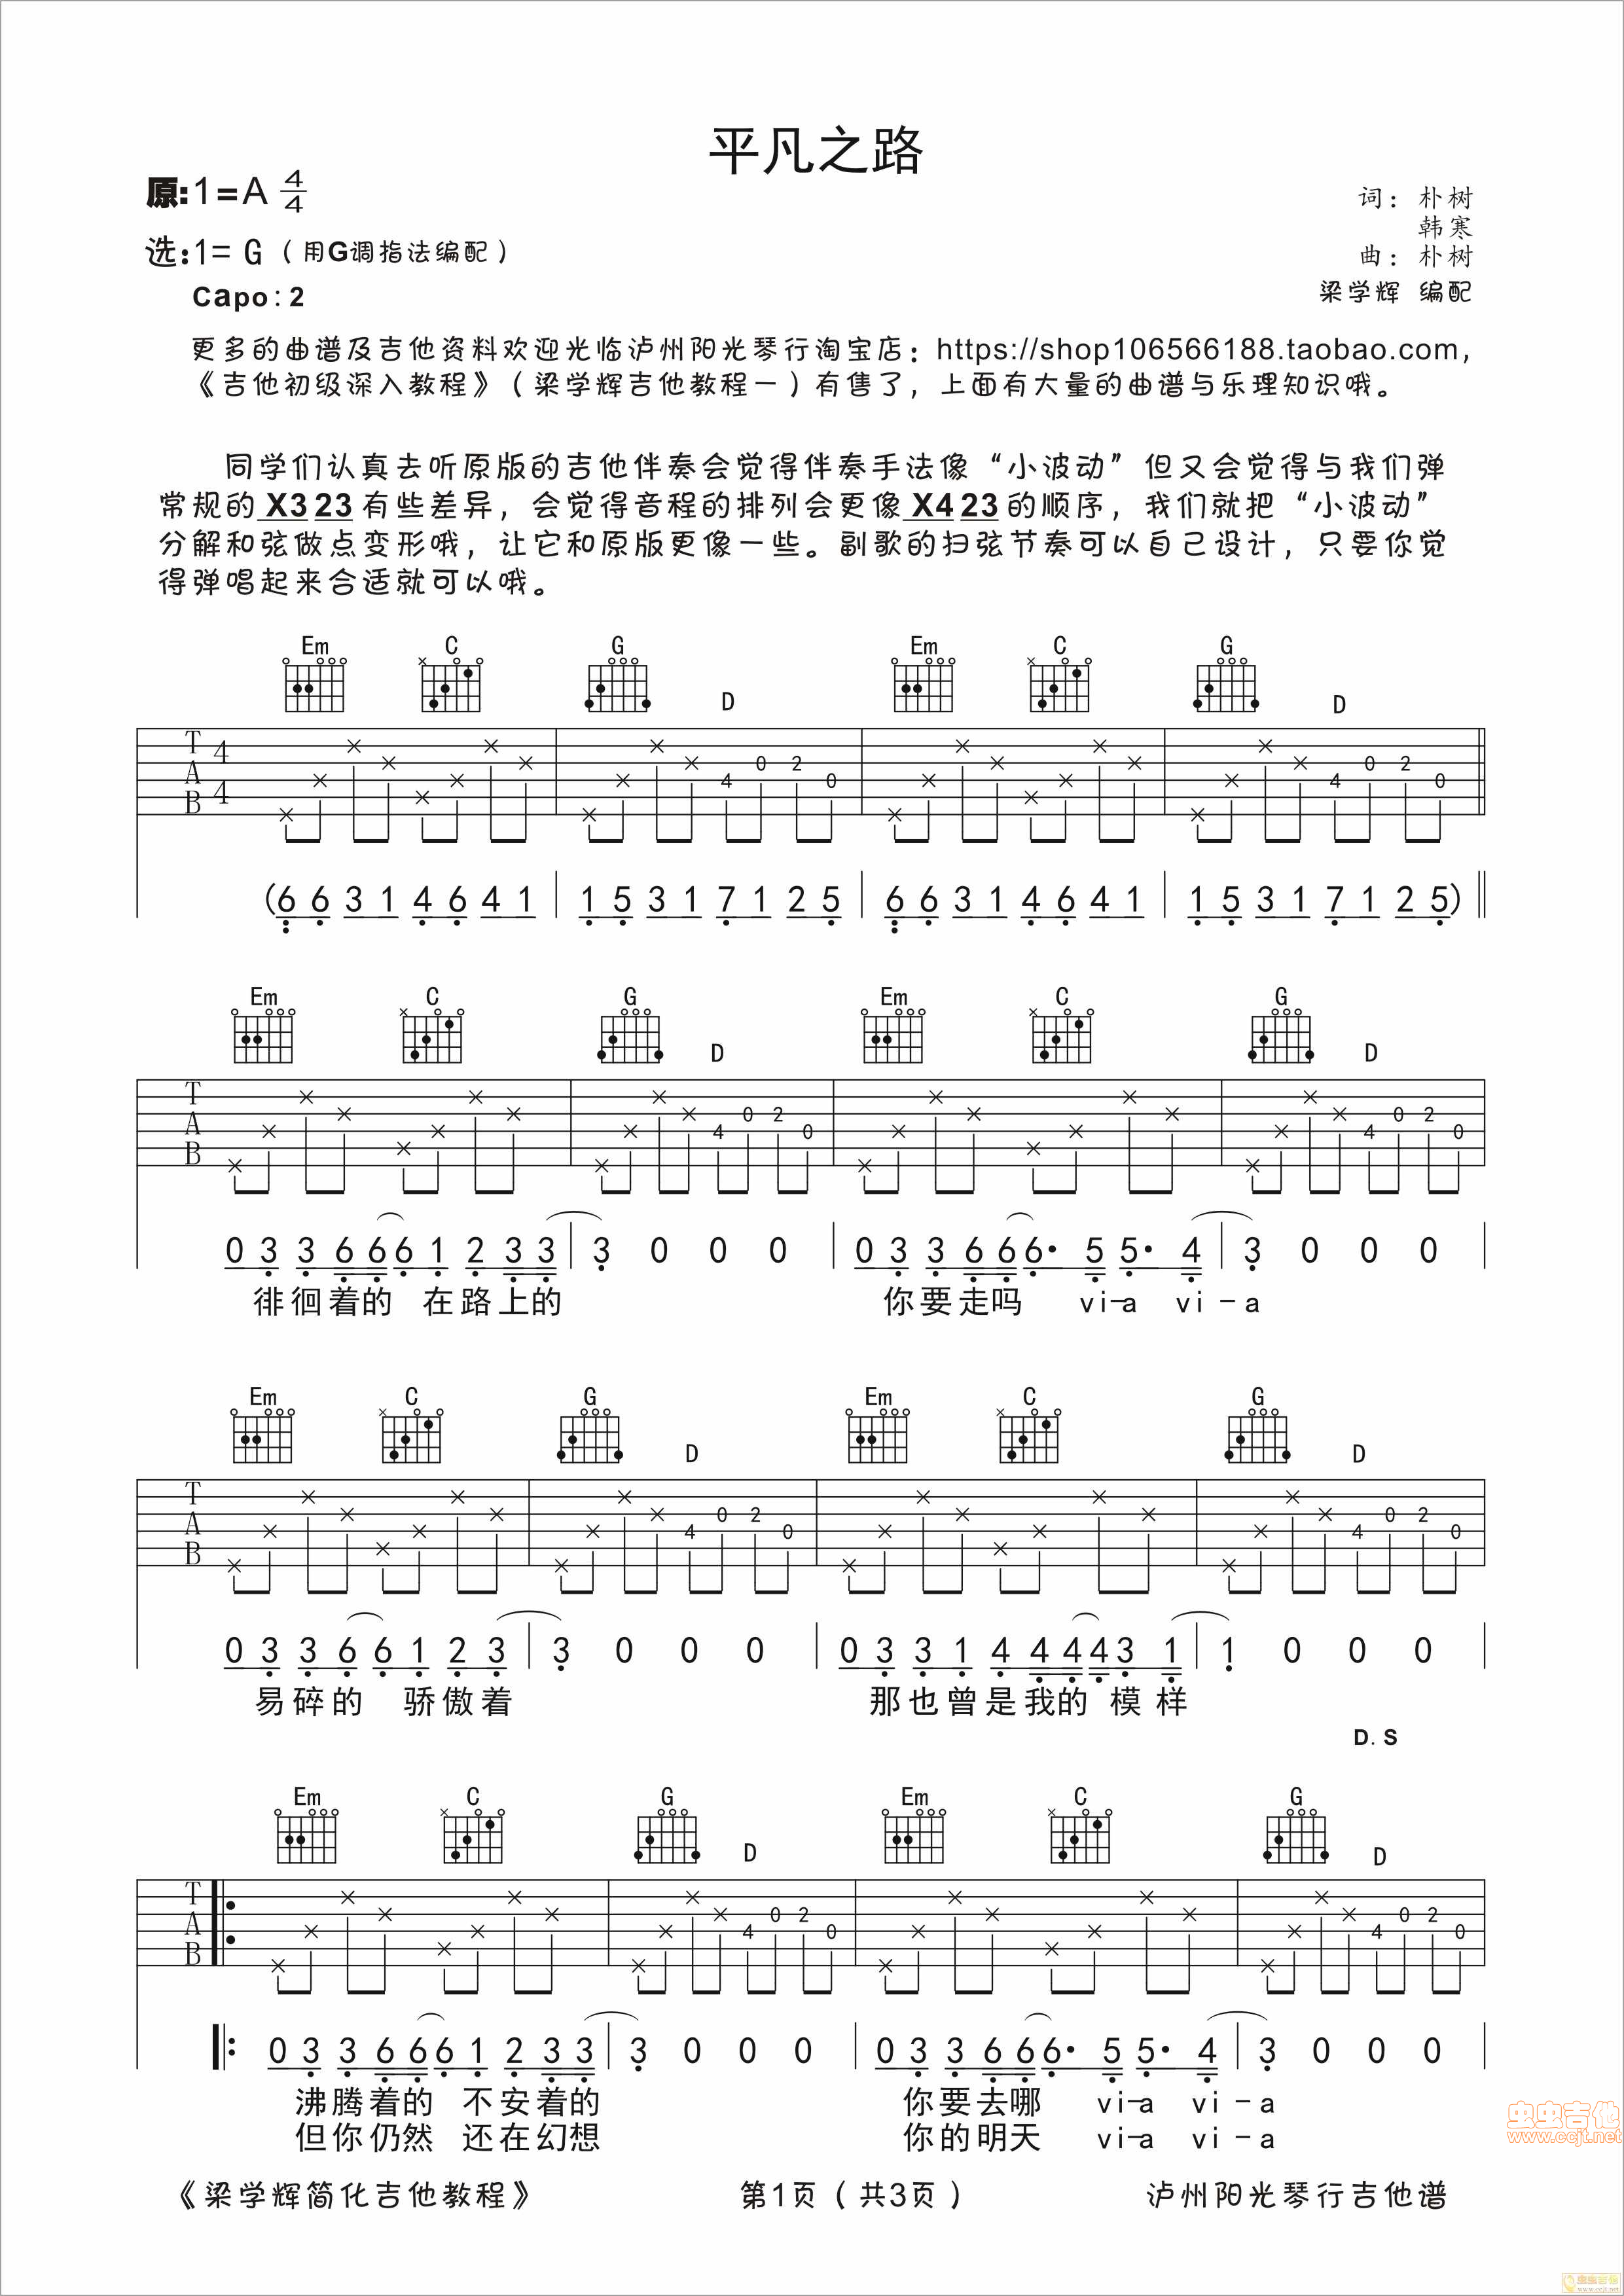 平凡之路
原:1=A 4/4
词：朴树
韩寒
选:1= G（用G调指法编配）
曲：朴树
Capo:2
梁学辉 编配
更多的曲谱及吉他资料欢迎光临泸州阳光琴行淘宝店：https://shop106566188.taobao.com，
《吉他初级深入教程》（梁学辉吉他教程一）有售了，上面有大量的曲谱与乐理知识哦。
同学们认真去听原版的吉他伴奏会觉得伴奏手法像“小波动”但又会觉得与我们弹
常规的 X3 23 有些差异，会觉得音程的排列会更像 X4 23 的顺序，我们就把“小波动”
分解和弦做点变形哦，让它和原版更像一些。副歌的扫弦节奏可以自己设计，只要你觉
得弹唱起来合适就可以哦。
Em C G D Em C G D
T A B 4/4 4 0 2 0 4 0 2 0
(6 6 3 1 4 6 4 1 | 1 5 3 1 7 1 2 5 | 6 6 3 1 4 6 4 1 | 1 5 3 1 7 1 2 5) ||
Em C G D Em C G D
T A B 4 0 2 0 4 0 2 0
0 3 3 6 6 6 1 2 3 3 | 3 0 0 0 | 0 3 3 6 6 6· 5 5· 4 | 3 0 0 0 |
徘徊着的 在路上的 你要走吗 vi-a vi-a
Em C G D Em C G D
T A B 4 0 2 0 4 0 2 0
0 3 3 6 6 1 2 3 | 3 0 0 0 | 0 3 3 1 4 4 4 4 3 1 | 1 0 0 0 |
易碎的 骄傲着 那也曾是我的 模样
D.S
Em C G D Em C G D
T A B 4 0 2 0 4 0 2 0
|: 0 3 3 6 6 6 1 2 3 3 | 3 0 0 0 | 0 3 3 6 6 6· 5 5· 4 | 3 0 0 0 |
沸腾着的 不安着的 你要去哪 vi-a vi-a
但你仍然 还在幻想 你的明天 vi-a vi-a
虫虫吉他
www.ccjt.net
《梁学辉简化吉他教程》 第1页（共3页） 泸州阳光琴行吉他谱
虫虫吉他
www.ccjt.net